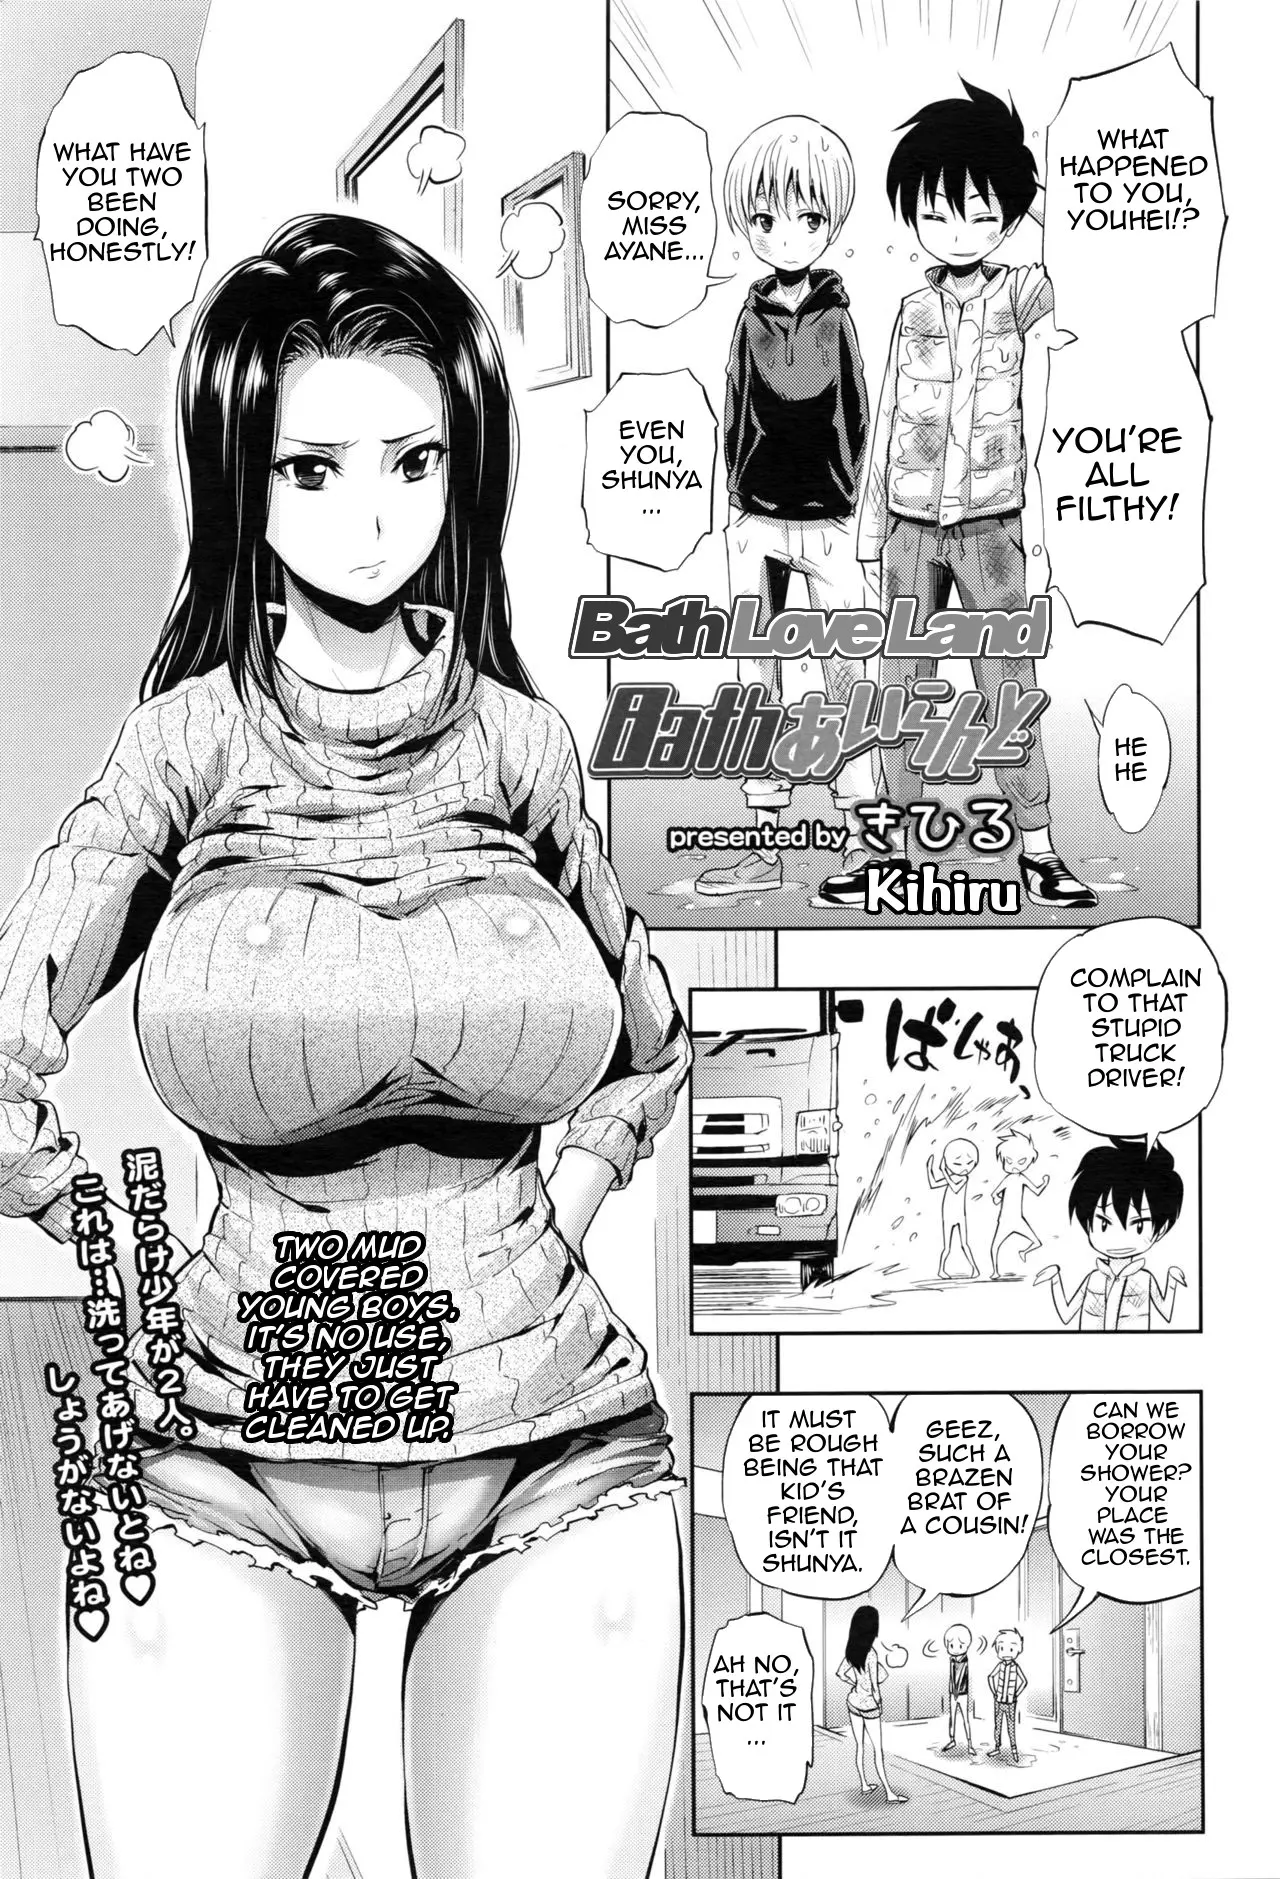 WHAT
HAPPENED
TO YOU,
YOUHEI!?
YOU'RE
ALL
FILTHY!
SORRY,
MISS
AYANE...
EVEN
YOU,
SHUNYA
...
HE
HE
WHAT HAVE
YOU TWO
BEEN
DOING,
HONESTLY!
Bath Love Land
Bathあいらんど
presented by きひる
Kihiru
泥だらけ少年が2人。
これは…洗ってあげないとね♥
しょうがないよね♥
TWO MUD
COVERED
YOUNG BOYS.
IT'S NO USE,
THEY JUST
HAVE TO GET
CLEANED UP.
COMPLAIN
TO THAT
STUPID
TRUCK
DRIVER!
ばしゃあ、
CAN WE
BORROW
YOUR
SHOWER?
YOUR
PLACE
WAS THE
CLOSEST.
GEEZ,
SUCH A
BRAZEN
BRAT OF
A COUSIN!
IT MUST
BE ROUGH
BEING THAT
KID'S
FRIEND,
ISN'T IT
SHUNYA.
AH NO,
THAT'S
NOT IT
...